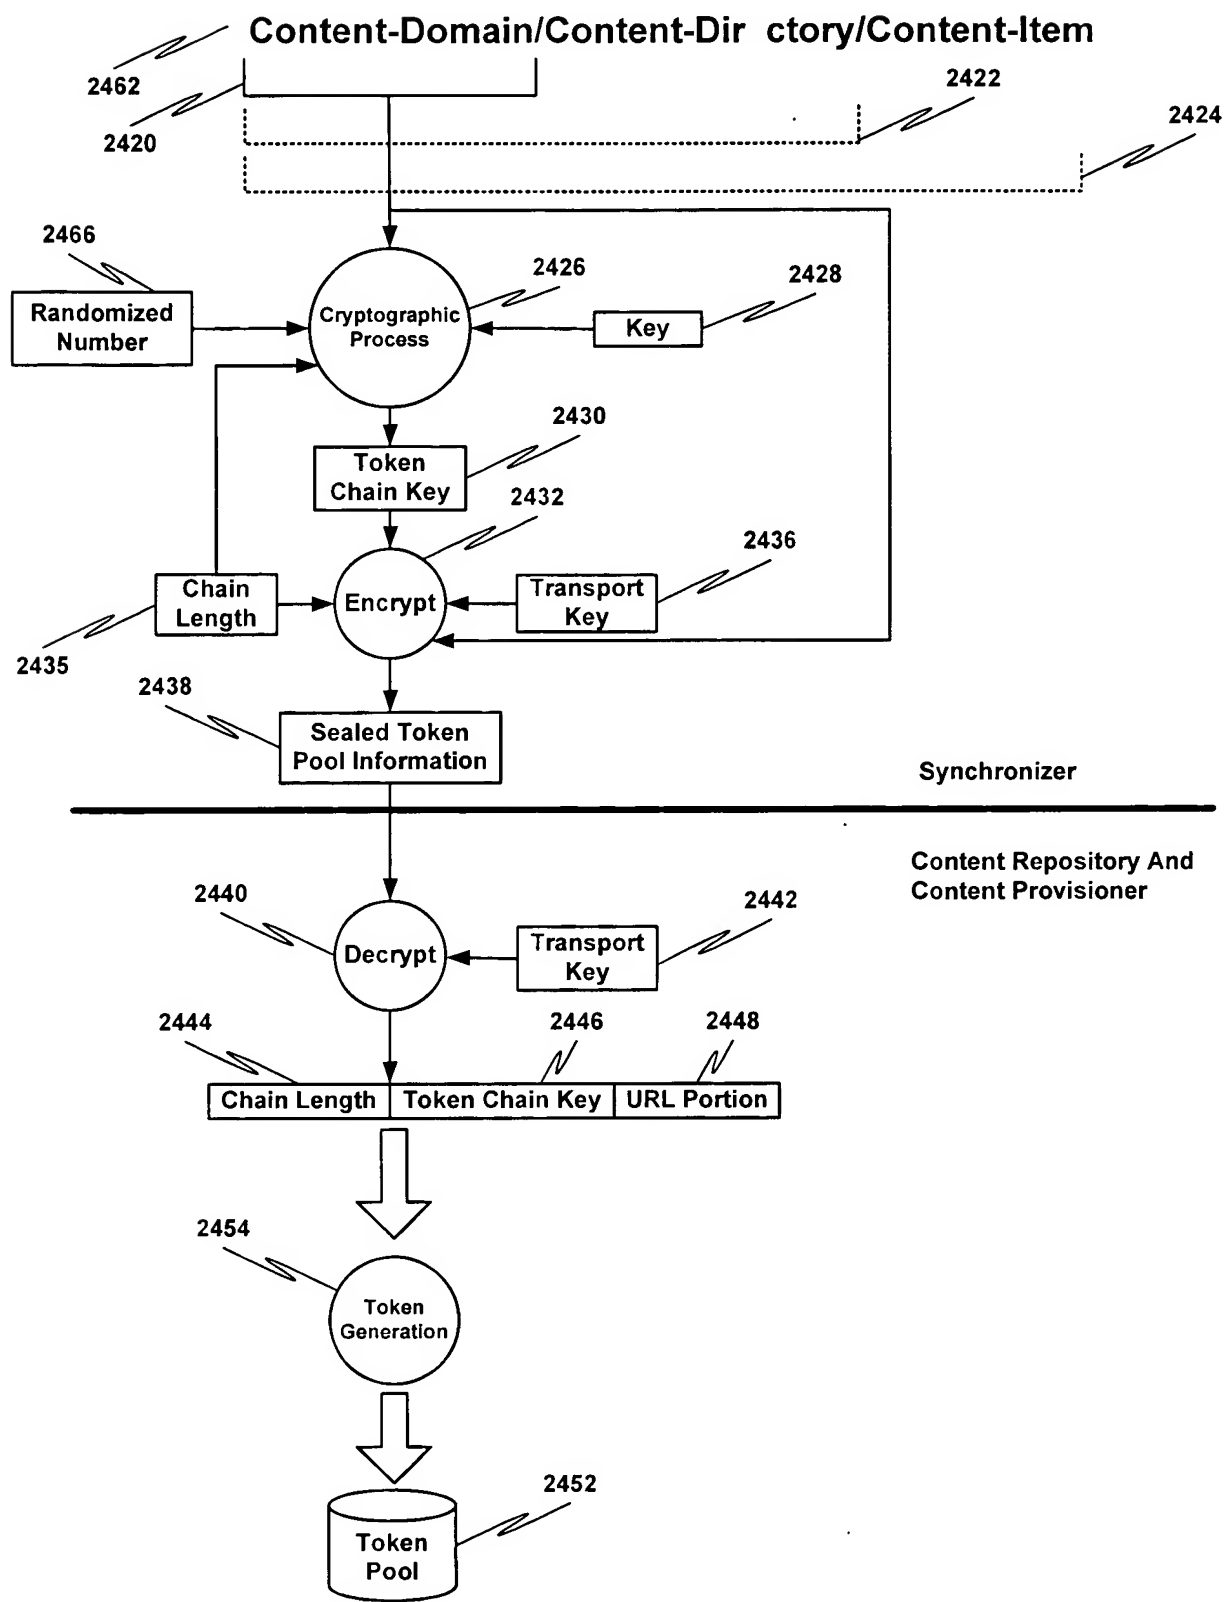 Content-Domain/Content-Dir ctory/Content-Item
2462
2420
2422
2424
2466
Randomized
Number
Cryptographic
Process
2426
2428
Key
2430
Token
Chain Key
2432
2436
Chain
Length
Encrypt
Transport
Key
2435
2438
Sealed Token
Pool Information
Synchronizer
Content Repository And
Content Provisioner
2440
2442
Decrypt
Transport
Key
2444
2446
2448
Chain Length
Token Chain Key
URL Portion
2454
Token
Generation
2452
Token
Pool